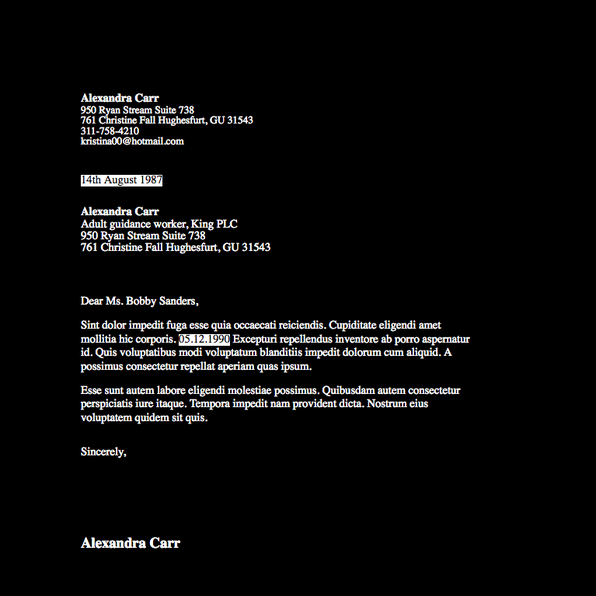 Alexandra Carr
950 Ryan Stream Suite 738
761 Christine Fall Hughesfurt, GU 31543
311-758-4210
kristina00@hotmail.com
14th August 1987
Alexandra Carr
Adult guidance worker, King PLC
950 Ryan Stream Suite 738
761 Christine Fall Hughesfurt, GU 31543
Dear Ms. Bobby Sanders,
Sint dolor impedit fuga esse quia occaecati reiciendis. Cupiditate eligendi amet
mollitia hic corporis. 05.12.1990 Excepturi repellendus inventore ab porro aspernatur
id. Quis voluptatibus modi voluptatum blanditiis impedit dolorum cum aliquid. A
possimus consectetur repellat aperiam quas ipsum.
Esse sunt autem labore eligendi molestiae possimus. Quibusdam autem consectetur
perspiciatis iure itaque. Tempora impedit nam provident dicta. Nostrum eius
voluptatem quidem sit quis.
Sincerely,
Alexandra Carr